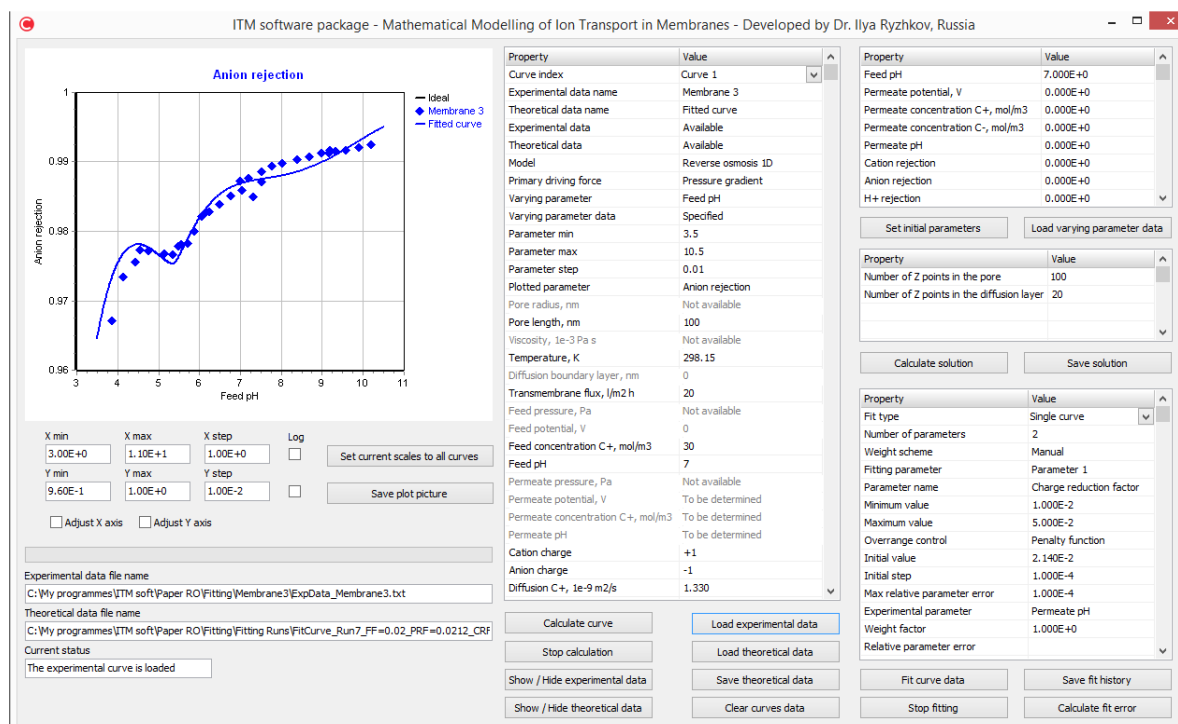 ITM software package - Mathematical Modelling of Ion Transport in Membranes - Developed by Dr. Ilya Ryzhkov, Russia
Anion rejection
Ideal
Membrane 3
Fitted curve
Anion rejection
1
0.99
0.98
0.97
0.96
3 4 5 6 7 8 9 10 11
Feed pH
X min X max X step Log
3.00E+0 1.10E+1 1.00E+0
Set current scales to all curves
Y min Y max Y step
9.60E-1 1.00E+0 1.00E-2
Save plot picture
Adjust X axis Adjust Y axis
Experimental data file name
C:\My programmes\ITM soft\Paper RO\Fitting\Membrane3\ExpData_Membrane3.txt
Theoretical data file name
C:\My programmes\ITM soft\Paper RO\Fitting\Fitting Runs\FitCurve_Run7_FF=0.02_PRF=0.0212_CRF
Current status
The experimental curve is loaded
Property Value
Curve index Curve 1
Experimental data name Membrane 3
Theoretical data name Fitted curve
Experimental data Available
Theoretical data Available
Model Reverse osmosis 1D
Primary driving force Pressure gradient
Varying parameter Feed pH
Varying parameter data Specified
Parameter min 3.5
Parameter max 10.5
Parameter step 0.01
Plotted parameter Anion rejection
Pore radius, nm Not available
Pore length, nm 100
Viscosity, 1e-3 Pa s Not available
Temperature, K 298.15
Diffusion boundary layer, nm 0
Transmembrane flux, l/m2 h 20
Feed pressure, Pa Not available
Feed potential, V 0
Feed concentration C+, mol/m3 30
Feed pH 7
Permeate pressure, Pa Not available
Permeate potential, V To be determined
Permeate concentration C+, mol/m3 To be determined
Permeate pH To be determined
Cation charge +1
Anion charge -1
Diffusion C+, 1e-9 m2/s 1.330
Calculate curve Load experimental data
Stop calculation Load theoretical data
Show / Hide experimental data Save theoretical data
Show / Hide theoretical data Clear curves data
Property Value
Feed pH 7.000E+0
Permeate potential, V 0.000E+0
Permeate concentration C+, mol/m3 0.000E+0
Permeate concentration C-, mol/m3 0.000E+0
Permeate pH 0.000E+0
Cation rejection 0.000E+0
Anion rejection 0.000E+0
H+ rejection 0.000E+0
Set initial parameters Load varying parameter data
Property Value
Number of Z points in the pore 100
Number of Z points in the diffusion layer 20
Calculate solution Save solution
Property Value
Fit type Single curve
Number of parameters 2
Weight scheme Manual
Fitting parameter Parameter 1
Parameter name Charge reduction factor
Minimum value 1.000E-2
Maximum value 5.000E-2
Overrange control Penalty function
Initial value 2.140E-2
Initial step 1.000E-4
Max relative parameter error 1.000E-4
Experimental parameter Permeate pH
Weight factor 1.000E+0
Relative parameter error
Fit curve data Save fit history
Stop fitting Calculate fit error